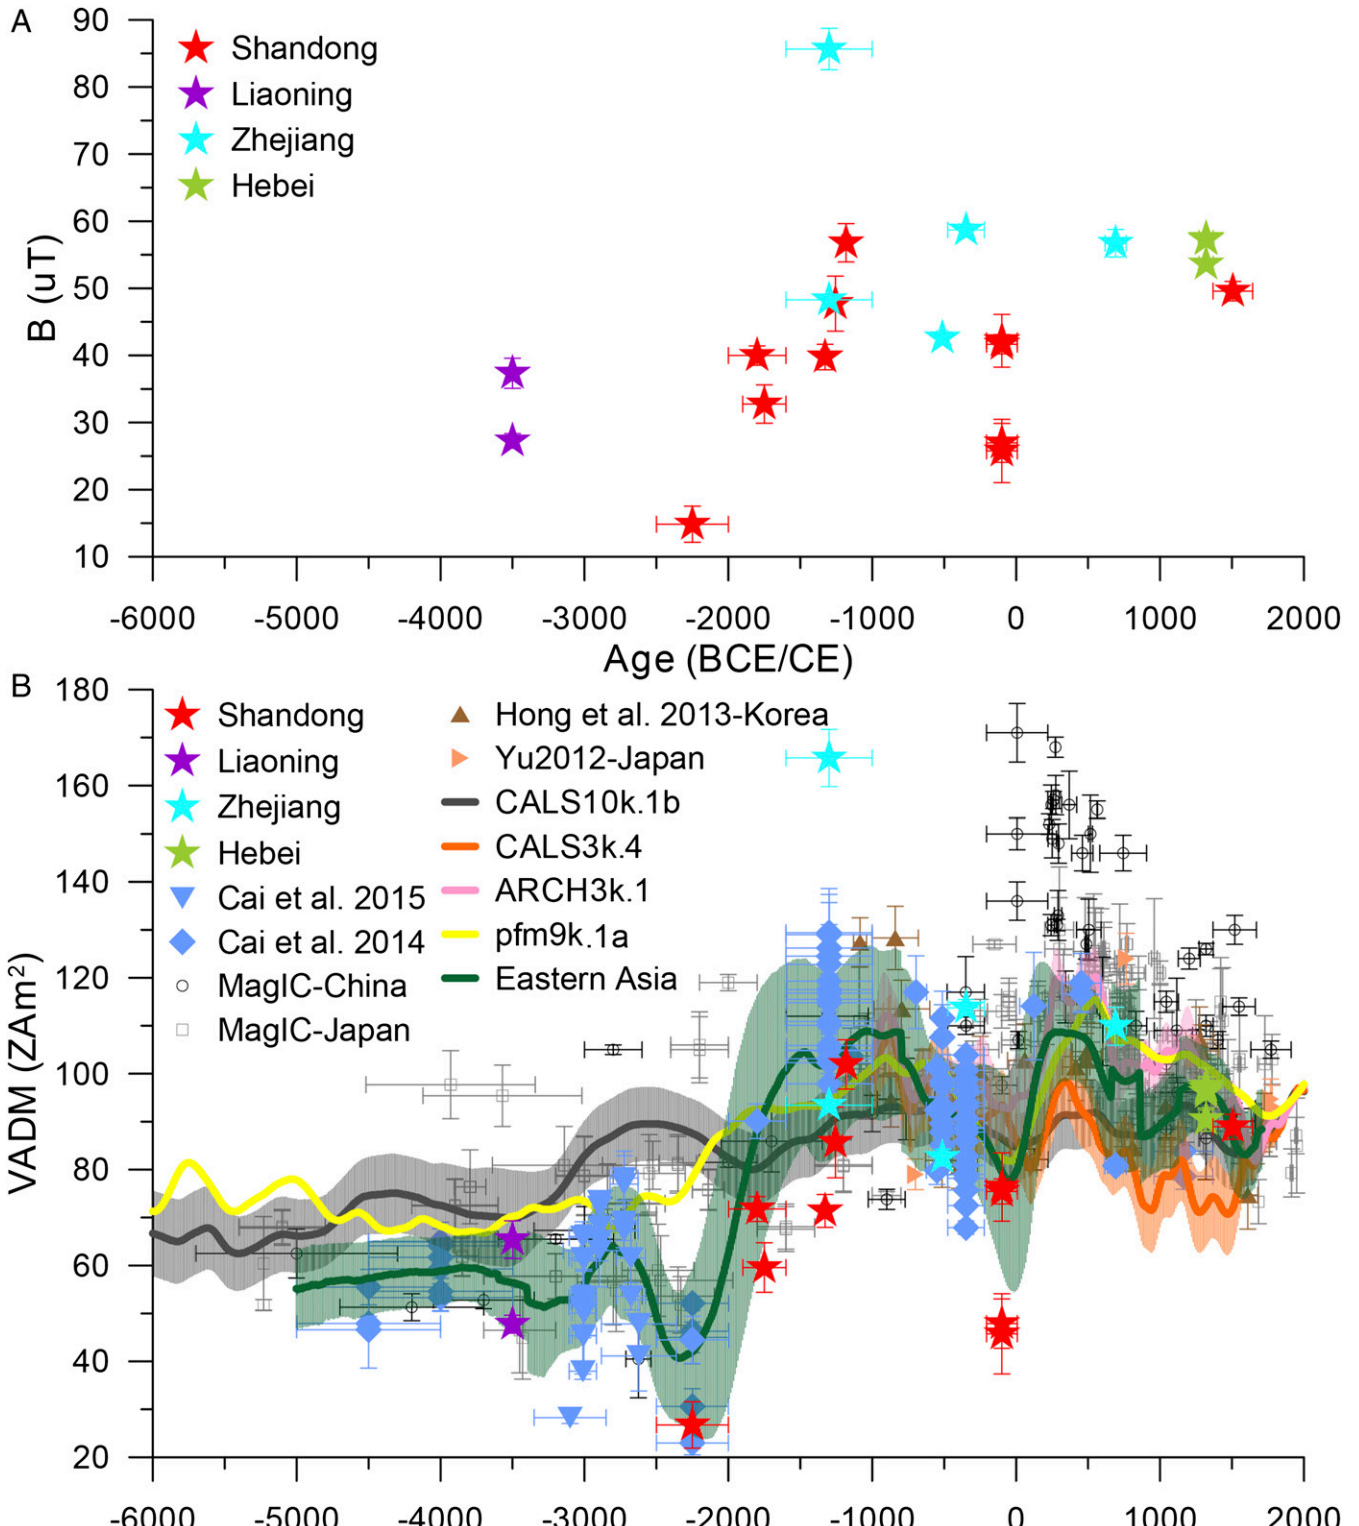 A
90
80
70
60
50
40
30
20
10
B (uT)
Shandong
Liaoning
Zhejiang
Hebei
-6000 -5000 -4000 -3000 -2000 -1000 0 1000 2000
Age (BCE/CE)
B
180
160
140
120
100
80
60
40
20
VADM (ZAm²)
Shandong
Liaoning
Zhejiang
Hebei
Cai et al. 2015
Cai et al. 2014
MagIC-China
MagIC-Japan
Hong et al. 2013-Korea
Yu2012-Japan
CALS10k.1b
CALS3k.4
ARCH3k.1
pfm9k.1a
Eastern Asia
-6000 -5000 -4000 -3000 -2000 -1000 0 1000 2000